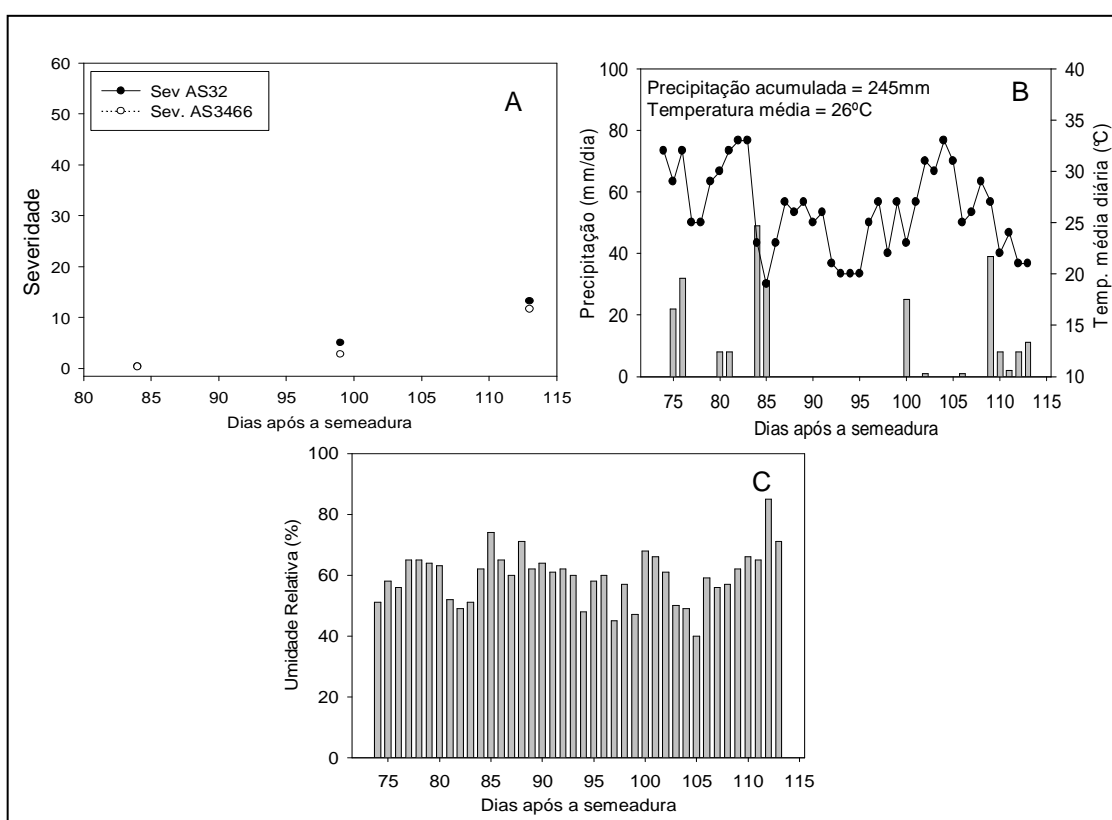 60
50
40
30
20
10
0
Severidade
Sev AS32
Sev. AS3466
A
80 85 90 95 100 105 110 115
Dias após a semeadura
100
80
60
40
20
0
Precipitação (mm/dia)
Precipitação acumulada = 245mm
Temperatura média = 26ºC
B
40
35
30
25
20
15
10
Temp. média diária (ºC)
75 80 85 90 95 100 105 110 115
Dias após a semeadura
100
80
60
40
20
0
Umidade Relativa (%)
C
75 80 85 90 95 100 105 110 115
Dias após a semeadura